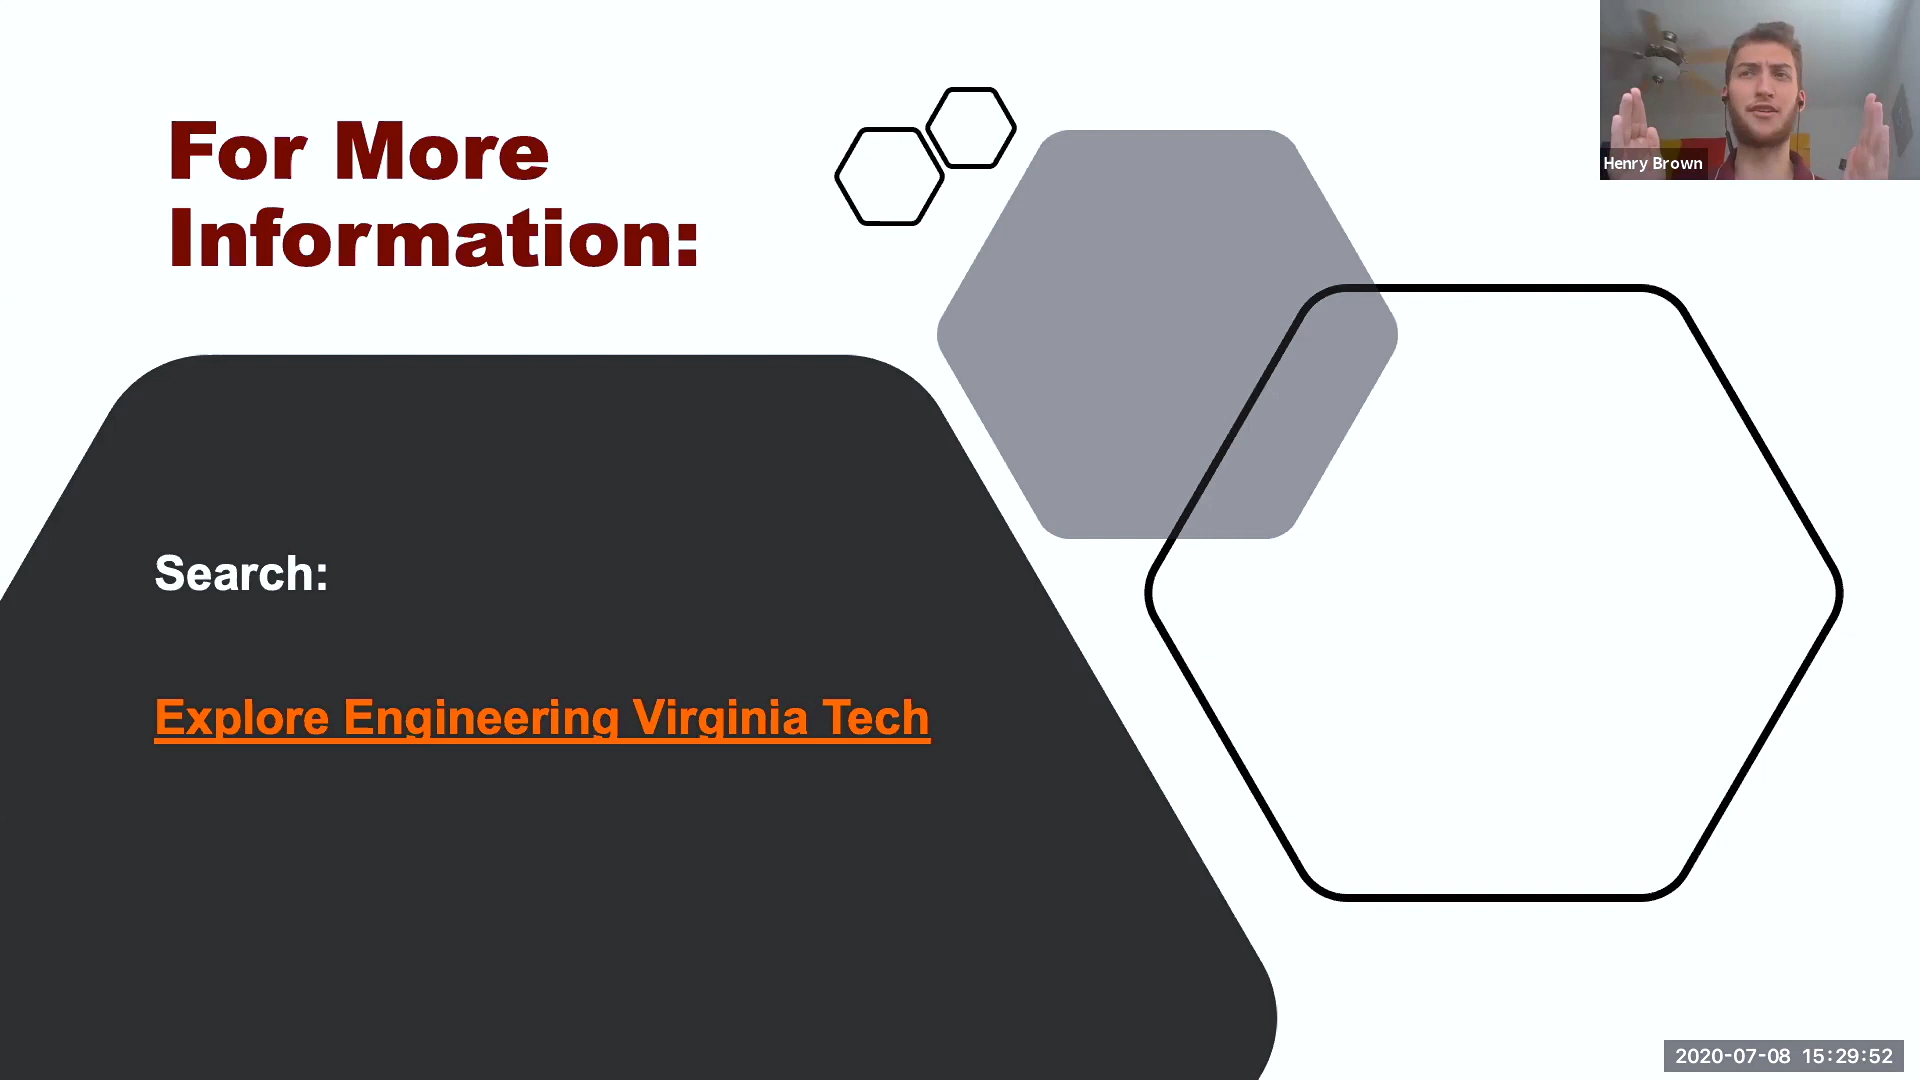 For More
Information:
Henry Brown
Search:
Explore Engineering Virginia Tech
2020-07-08 15:29:52